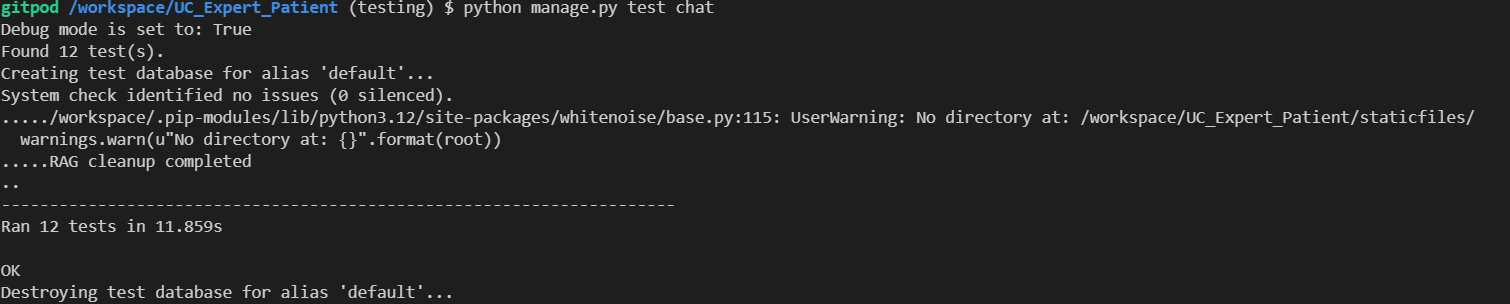 gitpod /workspace/UC_Expert_Patient (testing) $ python manage.py test chat
Debug mode is set to: True
Found 12 test(s).
Creating test database for alias 'default'...
System check identified no issues (0 silenced).
...../workspace/.pip-modules/lib/python3.12/site-packages/whitenoise/base.py:115: UserWarning: No directory at: /workspace/UC_Expert_Patient/staticfiles/
  warnings.warn(u"No directory at: {}".format(root))
.....RAG cleanup completed
..
----------------------------------------------------------------------
Ran 12 tests in 11.859s

OK
Destroying test database for alias 'default'...